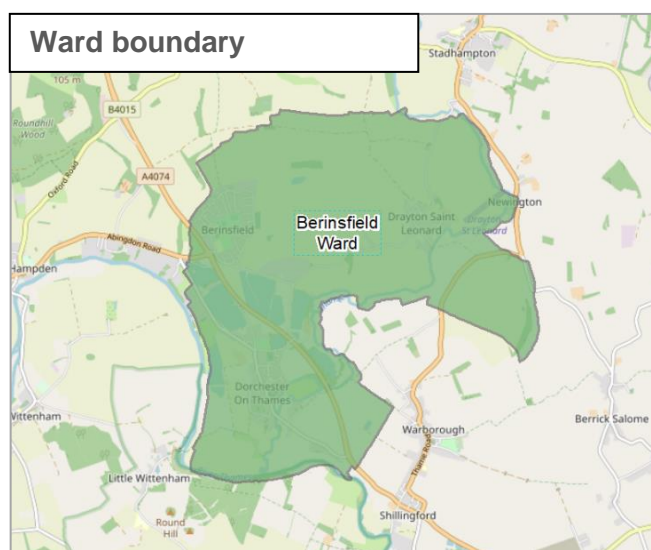 Ward boundary
Stadhampton
105 m
B4015
Roundhill
Wood
Oxford Road
A4074
Newington
Berinsfield
Berinsfield
Ward
Drayton Saint
Leonard
Drayton
St Leonard
Abingdon Road
Hampden
Dorchester
On Thames
Wittenham
Warborough
Berrick Salome
Thame Road
Little Wittenham
Shillingford
Round
Hill